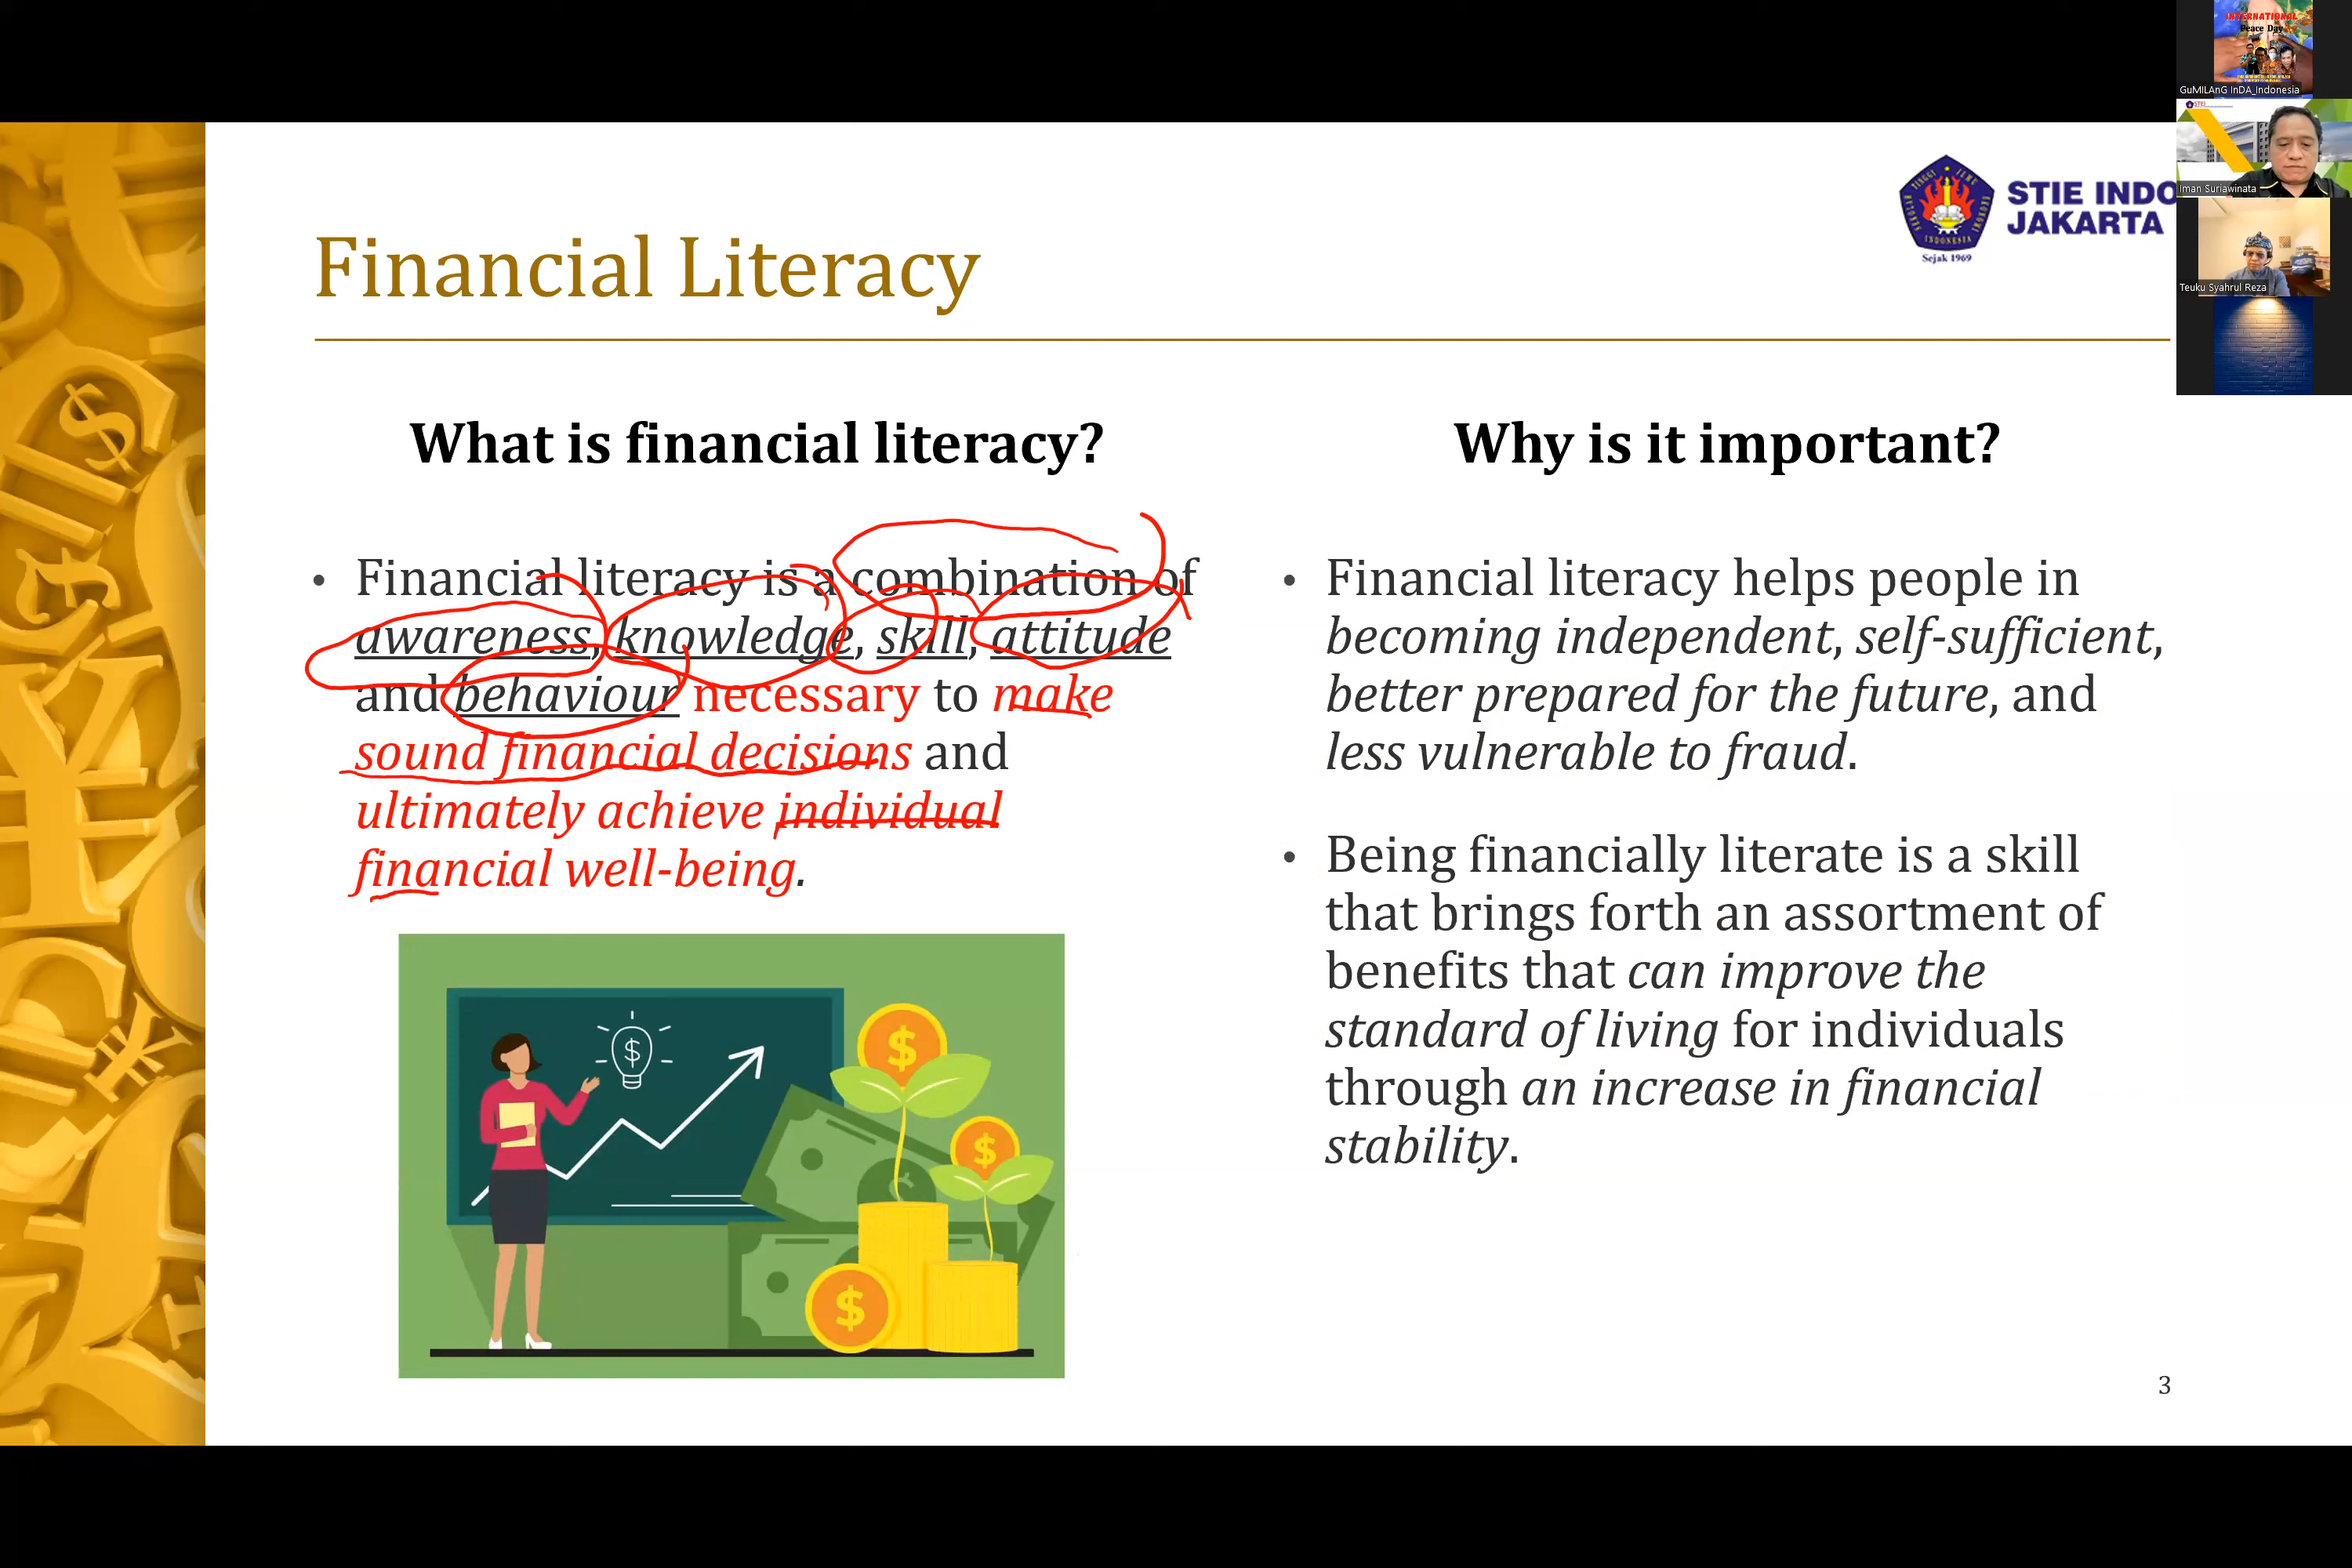 Financial Literacy
STIE INDO
JAKARTA
Sejak 1969
What is financial literacy?
• Financial literacy is a combination of
awareness, knowledge, skill, attitude
and behaviour necessary to make
sound financial decisions and
ultimately achieve individual
financial well-being.
Why is it important?
• Financial literacy helps people in
becoming independent, self-sufficient,
better prepared for the future, and
less vulnerable to fraud.
• Being financially literate is a skill
that brings forth an assortment of
benefits that can improve the
standard of living for individuals
through an increase in financial
stability.
3
INTERNATIONAL
Peace Day
GuMILAnG InDA_Indonesia
Iman Suriawinata
Teuku Syahrul Reza